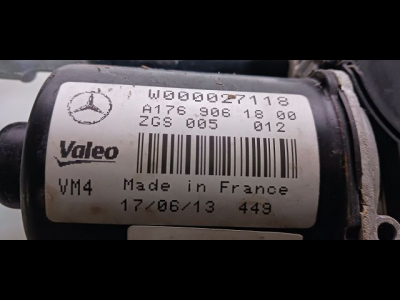 W000027118
A176 906 18 00
ZGS 005 012
Valeo
VM4 Made in France
17/06/13 449